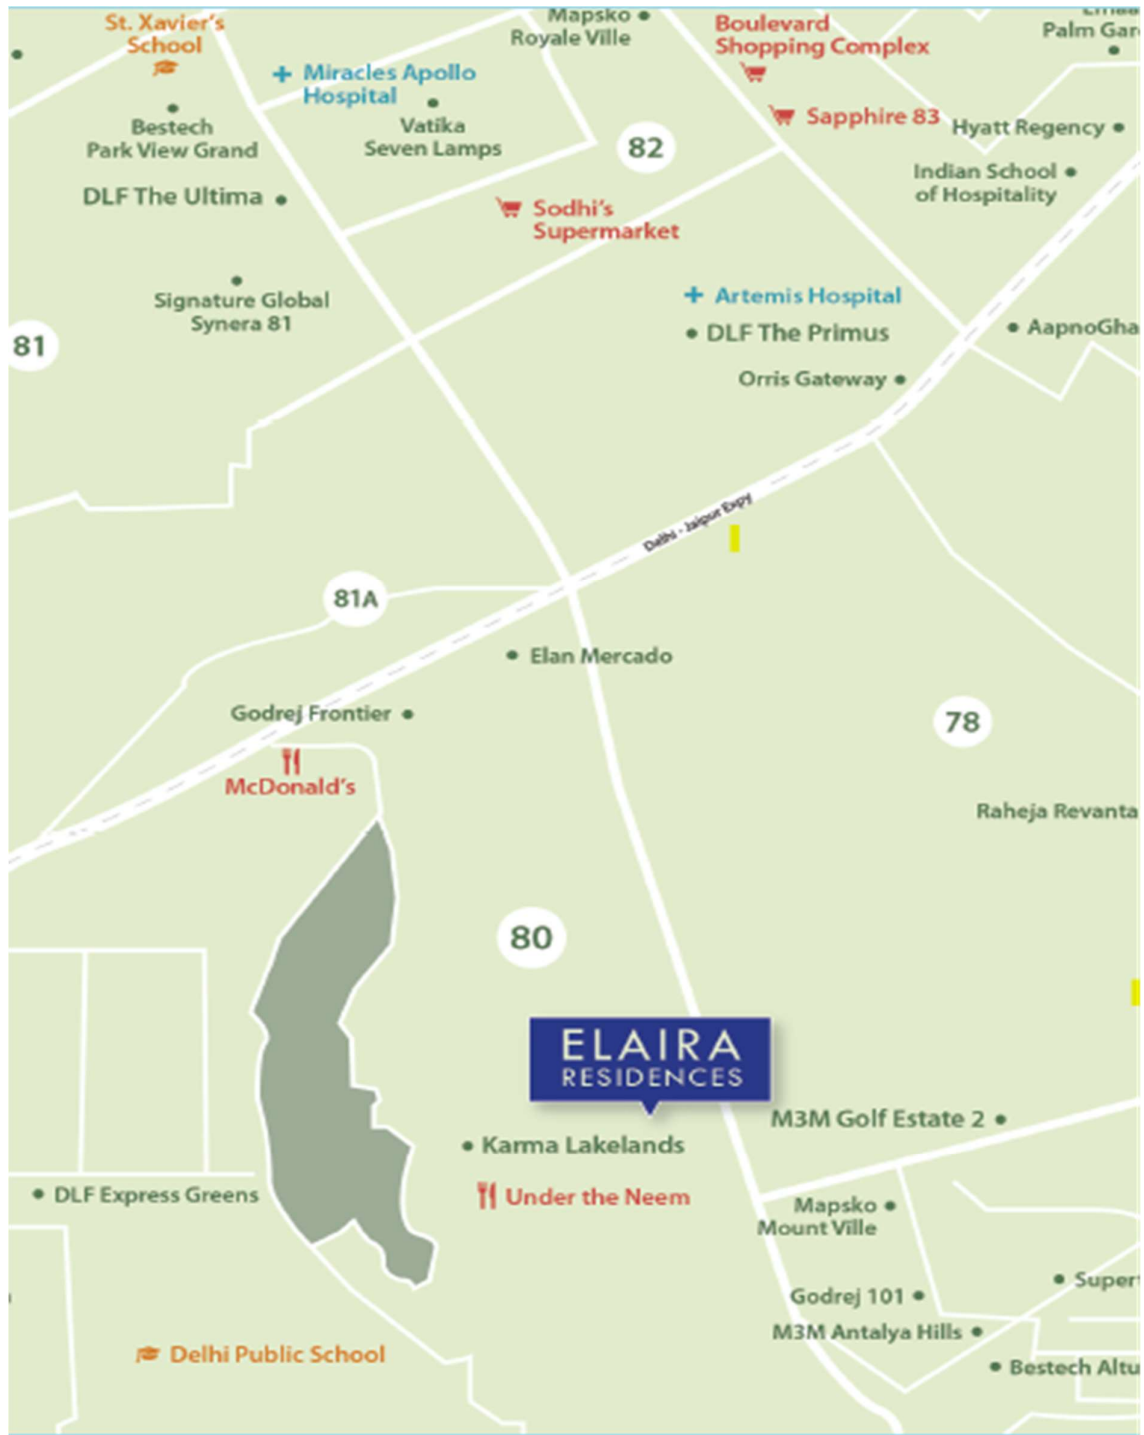 St. Xavier's
School
Mapsko
Royale Ville
Boulevard
Shopping Complex
Palm Gar
Miracles Apollo
Hospital
Bestech
Park View Grand
Vatika
Seven Lamps
82
Sapphire 83
Hyatt Regency
Indian School
of Hospitality
DLF The Ultima
Sodhi's
Supermarket
Signature Global
Synera 81
Artemis Hospital
81
DLF The Primus
AapnoGha
Orris Gateway
Delhi - Jaipur Expy
81A
Elan Mercado
Godrej Frontier
78
McDonald's
Raheja Revanta
80
ELAIRA
RESIDENCES
M3M Golf Estate 2
Karma Lakelands
DLF Express Greens
Under the Neem
Mapsko
Mount Ville
Super
Godrej 101
M3M Antalya Hills
Delhi Public School
Bestech Altu